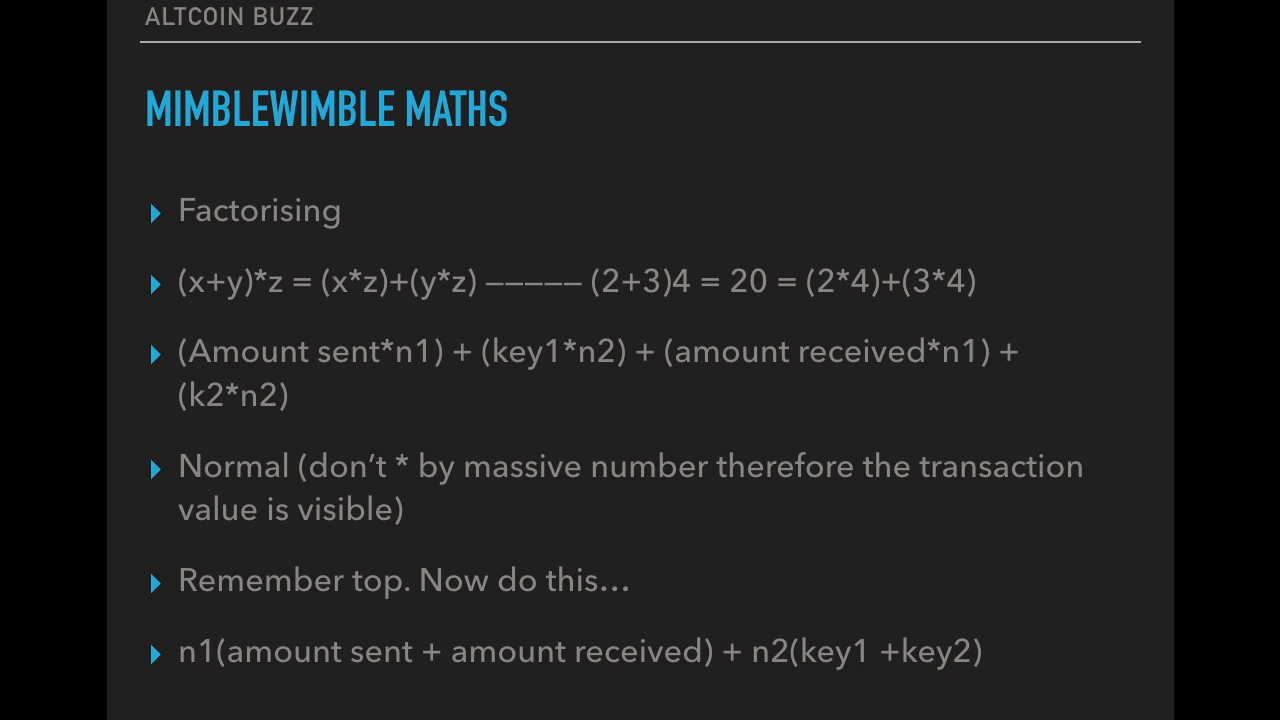 ALTCOIN BUZZ
MIMBLEWIMBLE MATHS
Factorising
(x+y)*z = (x*z)+(y*z) ––––– (2+3)4 = 20 = (2*4)+(3*4)
(Amount sent*n1) + (key1*n2) + (amount received*n1) +
(k2*n2)
Normal (don’t * by massive number therefore the transaction
value is visible)
Remember top. Now do this…
n1(amount sent + amount received) + n2(key1 +key2)